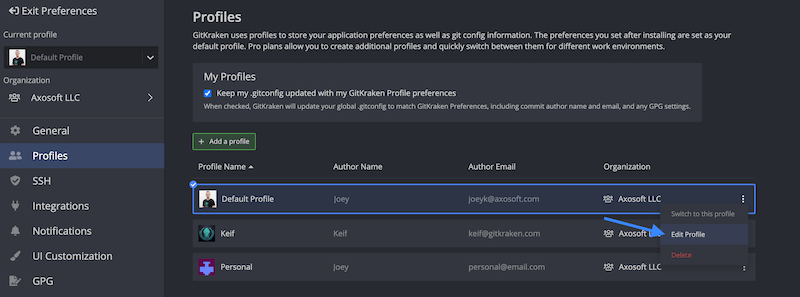 Exit Preferences
Current profile
Default Profile
Organization
Axosoft LLC
General
Profiles
SSH
Integrations
Notifications
UI Customization
GPG
Profiles
GitKraken uses profiles to store your application preferences as well as git config information. The preferences you set after installing are set as your
default profile. Pro plans allow you to create additional profiles and quickly switch between them for different work environments.
My Profiles
Keep my .gitconfig updated with my GitKraken Profile preferences
When checked, GitKraken will update your global .gitconfig to match GitKraken Preferences, including commit author name and email, and any GPG settings.
+ Add a profile
Profile Name Author Name Author Email Organization
Default Profile Joey joeyk@axosoft.com Axosoft LLC
Switch to this profile
Keif Keif keif@gitkraken.com Axosoft Edit Profile
Delete
Personal Joey personal@email.com Axosoft LLC